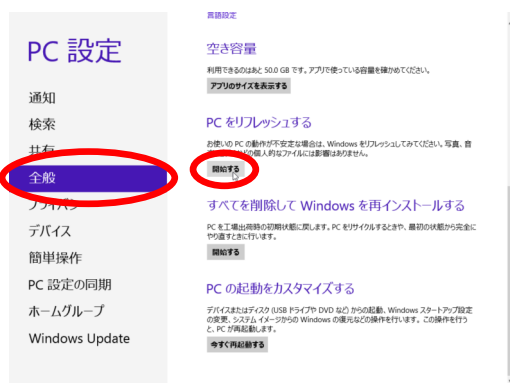 言語設定
PC 設定
通知
検索
共有
全般
プライバシ
デバイス
簡単操作
PC 設定の同期
ホームグループ
Windows Update
空き容量
利用できるのはあと 50.0 GB です。アプリで使っている容量を確かめてください。
アプリのサイズを表示する
PC をリフレッシュする
お使いの PC の動作が不安定な場合は、Windows をリフレッシュしてみてください。写真、音
どの個人的なファイルには影響はありません。
開始する
すべてを削除して Windows を再インストールする
PC を工場出荷時の初期状態に戻します。PC をリサイクルするときや、最初の状態から完全に
やり直すときに行います。
開始する
PC の起動をカスタマイズする
デバイスまたはディスク (USB ドライブや DVD など) からの起動、Windows スタートアップ設定
の変更、システム イメージからの Windows の復元などの操作を行います。この操作を行う
と、PC が再起動します。
今すぐ再起動する